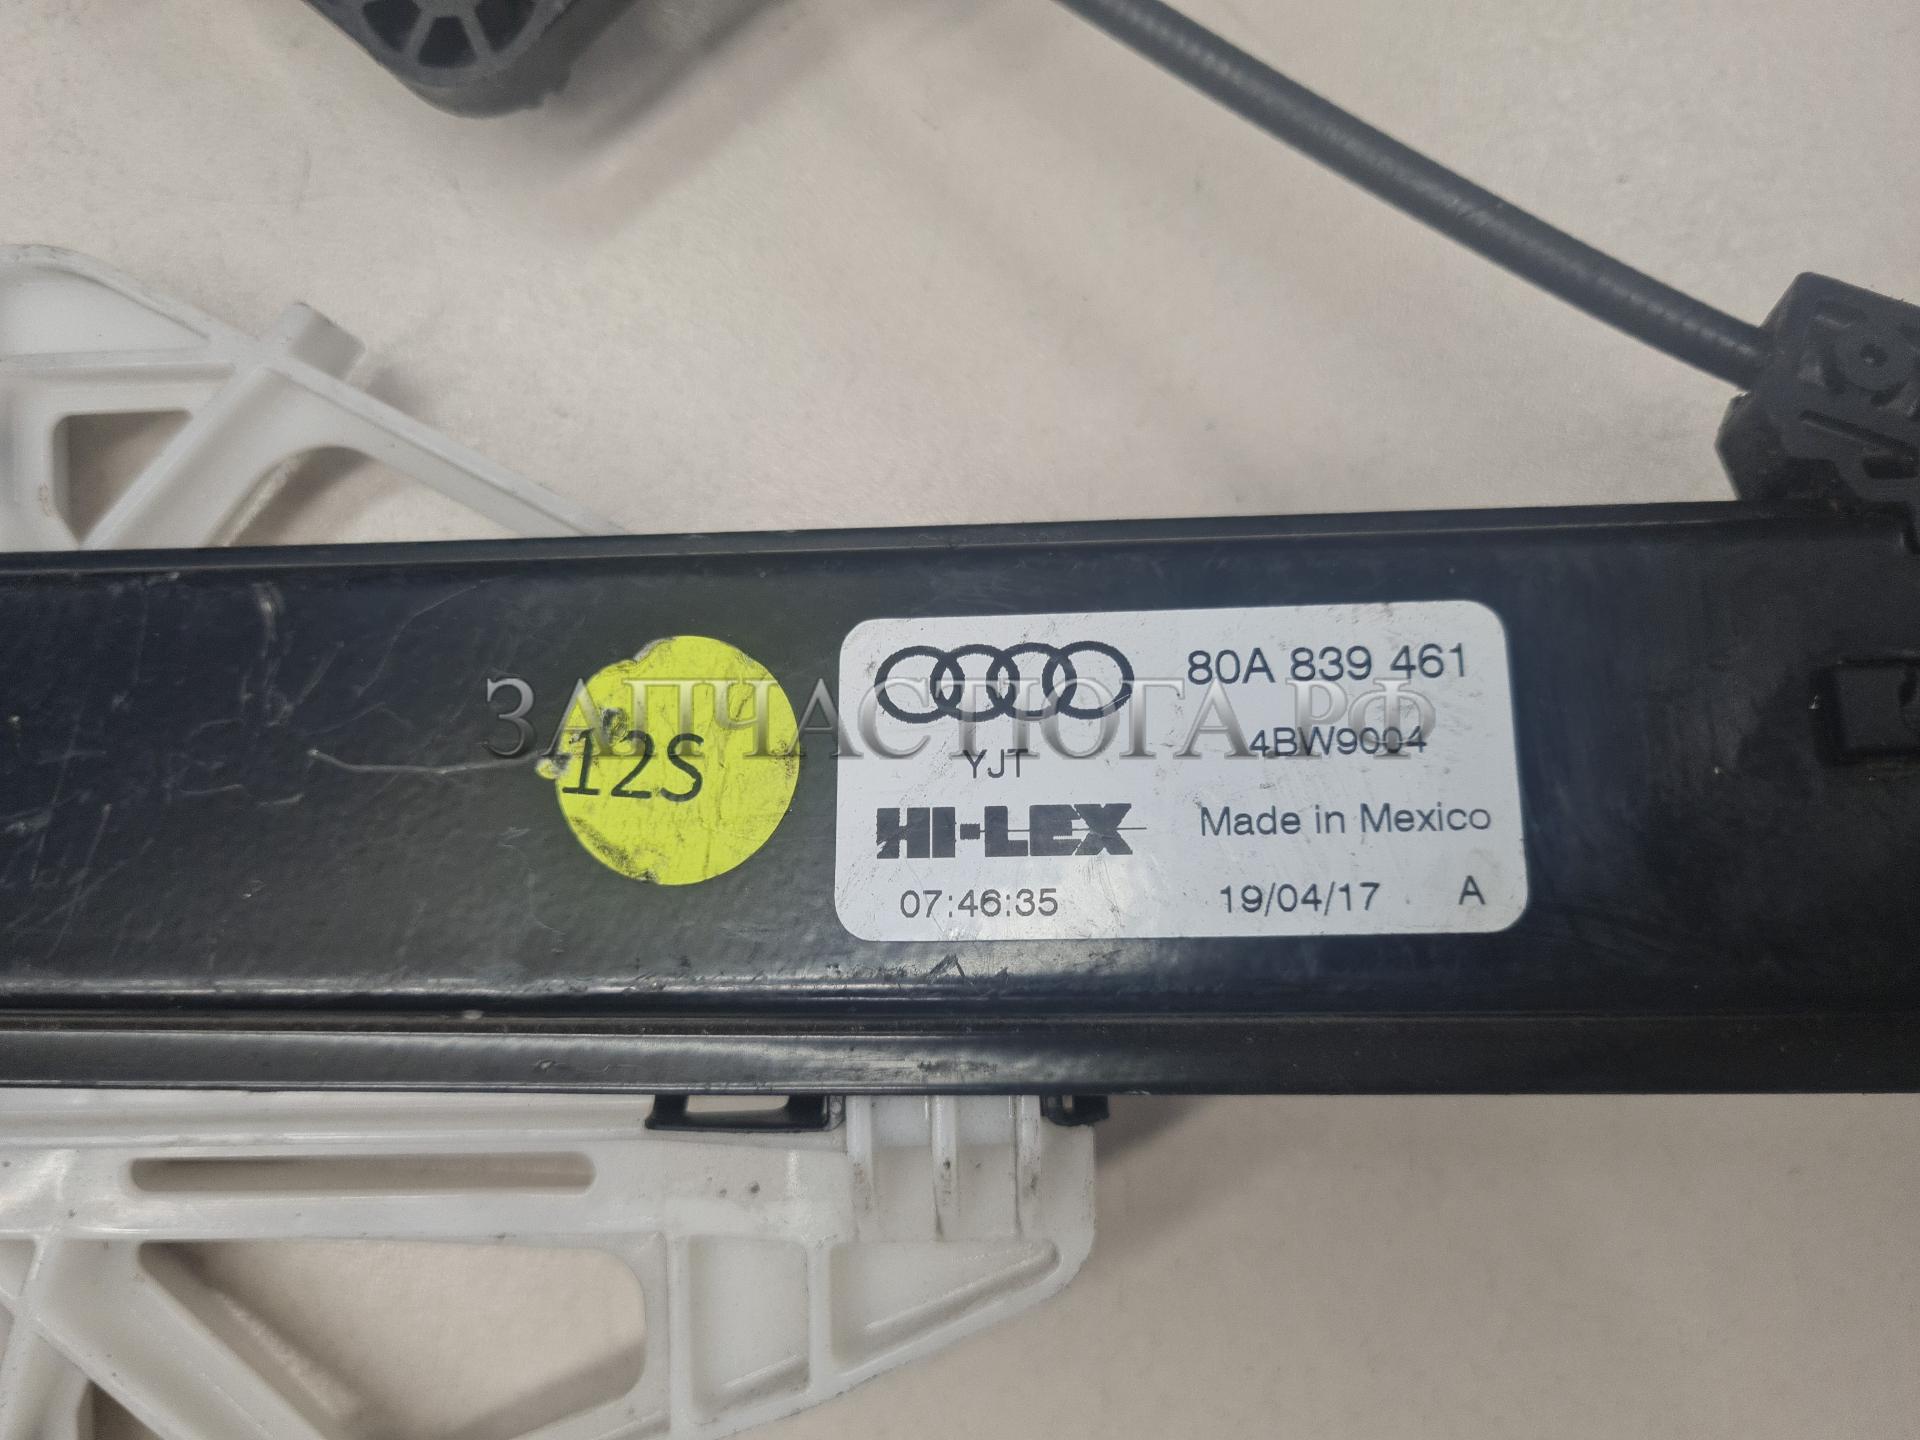 80A 839 461
ЗАПЧАСТЮГА.РФ
4BW9004
YJT
12S
HI-LEX
Made in Mexico
07:46:35
19/04/17 A